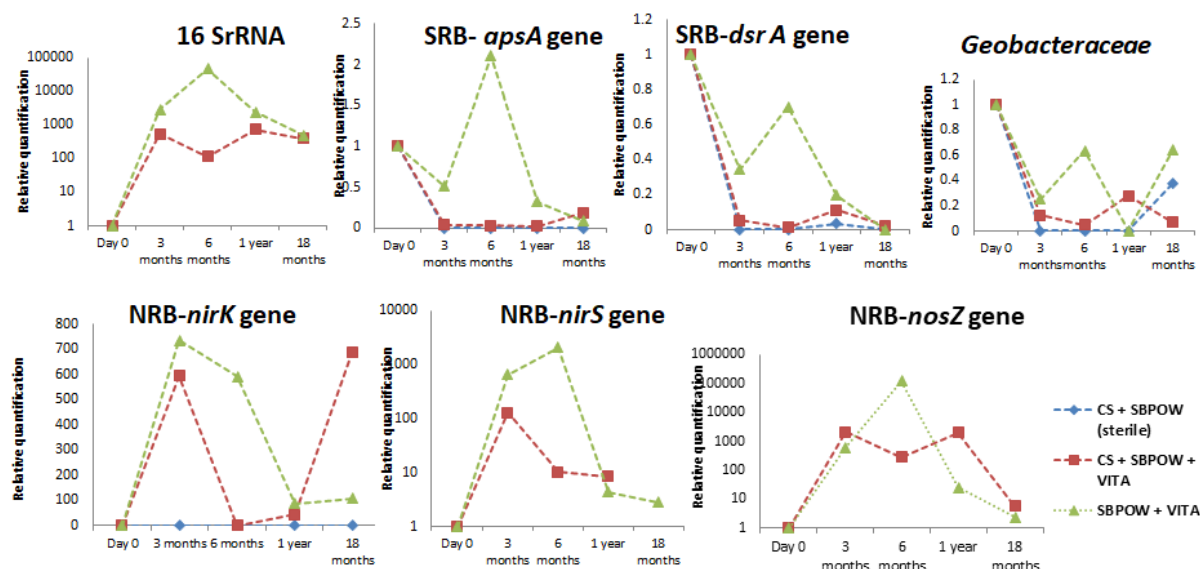 16 SrRNA
Relative quantification
100000
10000
1000
100
10
1
Day 0
3
months
6
months
1 year
18
months
SRB- apsA gene
Relative quantification
2.5
2
1.5
1
0.5
0
Day 0
3
months
6
months
1 year
18
months
SRB-dsr A gene
Relative quantification
1.2
1
0.8
0.6
0.4
0.2
0
Day 0
3
months
6
months
1 year
18
months
Geobacteraceae
Relative quantification
1.2
1
0.8
0.6
0.4
0.2
0
Day 0
3
months
6
months
1 year
18
months
NRB-nirK gene
Relative quantification
800
700
600
500
400
300
200
100
0
Day 0
3 months
6 months
1 year
18
months
NRB-nirS gene
Relative quantification
10000
1000
100
10
1
Day 0
3
months
6
months
1 year
18
months
NRB-nosZ gene
Relative quantification
1000000
100000
10000
1000
100
10
1
Day 0
3
months
6
months
1 year
18
months
CS + SBPOW
(sterile)
CS + SBPOW +
VITA
SBPOW + VITA